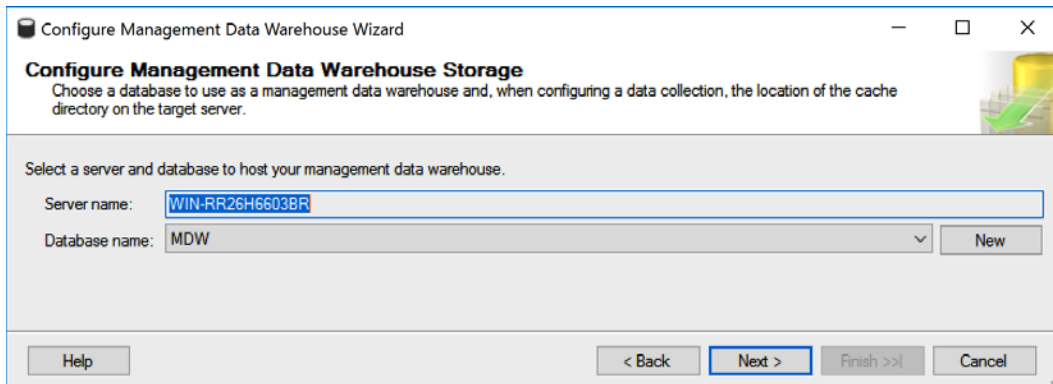 Configure Management Data Warehouse Wizard
Configure Management Data Warehouse Storage
Choose a database to use as a management data warehouse and, when configuring a data collection, the location of the cache
directory on the target server.
Select a server and database to host your management data warehouse.
Server name: WIN-RR26H6603BR
Database name: MDW New
Help < Back Next > Finish >>| Cancel